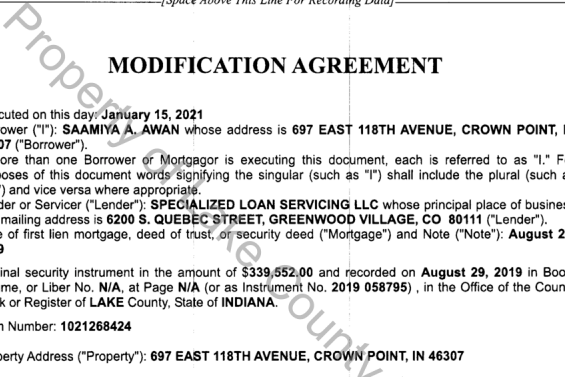 [Space Above This Line For Recording Data]
MODIFICATION AGREEMENT
cuted on this day: January 15, 2021
ower ("I"): SAAMIYA A. AWAN whose address is 697 EAST 118TH AVENUE, CROWN POINT,
07 ("Borrower").
ore than one Borrower or Mortgagor is executing this document, each is referred to as "I." F
poses of this document words signifying the singular (such as "I") shall include the plural (such a
") and vice versa where appropriate.
der or Servicer ("Lender"): SPECIALIZED LOAN SERVICING LLC whose principal place of busine
mailing address is 6200 S. QUEBEC STREET, GREENWOOD VILLAGE, CO 80111 ("Lender").
e of first lien mortgage, deed of trust, or security deed ("Mortgage") and Note ("Note"): August 2
9
inal security instrument in the amount of $339,552.00 and recorded on August 29, 2019 in Boo
me, or Liber No. N/A, at Page N/A (or as Instrument No. 2019 058795) , in the Office of the Coun
k or Register of LAKE County, State of INDIANA.
n Number: 1021268424
perty Address ("Property"): 697 EAST 118TH AVENUE, CROWN POINT, IN 46307
Property of Lake County